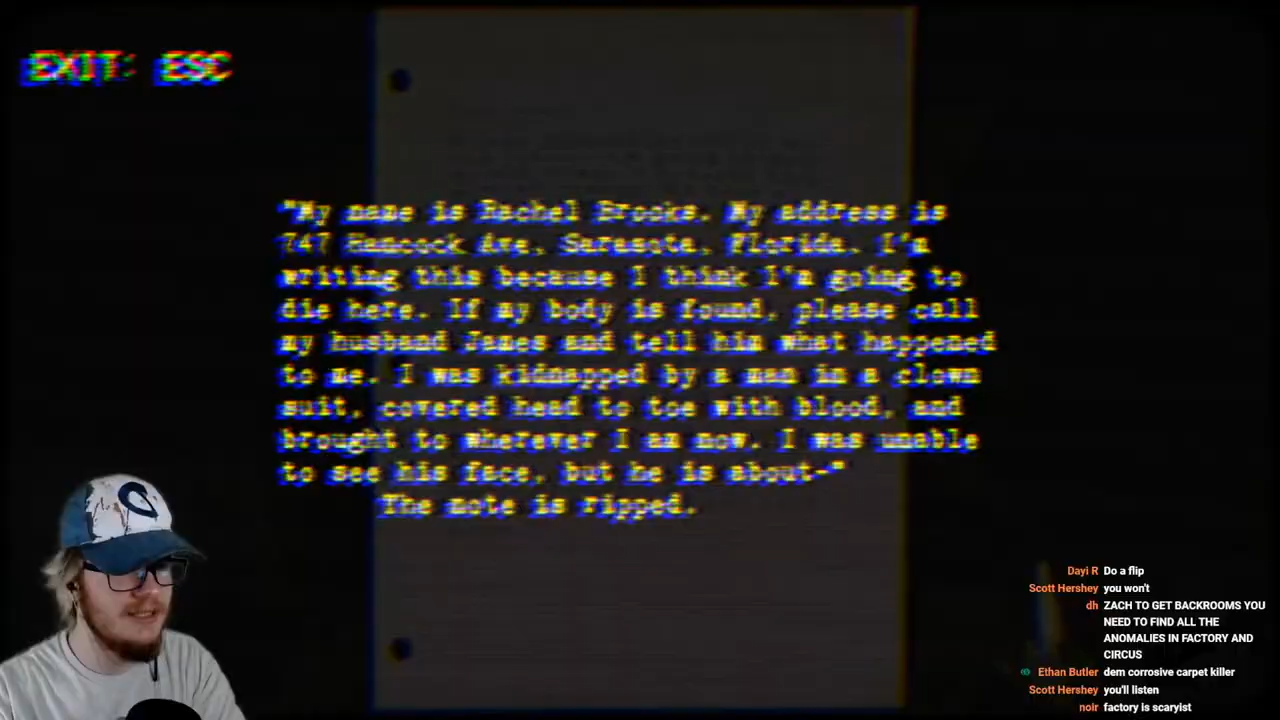 EXIT: ESC
"My name is Rachel Brooks. My address is
747 Hancock Ave, Sarasota, Florida. I'm
writing this because I think I'm going to
die here. If my body is found, please call
my husband James and tell him what happened
to me. I was kidnapped by a man in a clown
suit, covered head to toe with blood, and
brought to wherever I am now. I was unable
to see his face, but he is about-"
The note is ripped.
Dayi R Do a flip
Scott Hershey you won't
dh ZACH TO GET BACKROOMS YOU
NEED TO FIND ALL THE
ANOMALIES IN FACTORY AND
CIRCUS
Ethan Butler dem corrosive carpet killer
Scott Hershey you'll listen
noir factory is scaryist